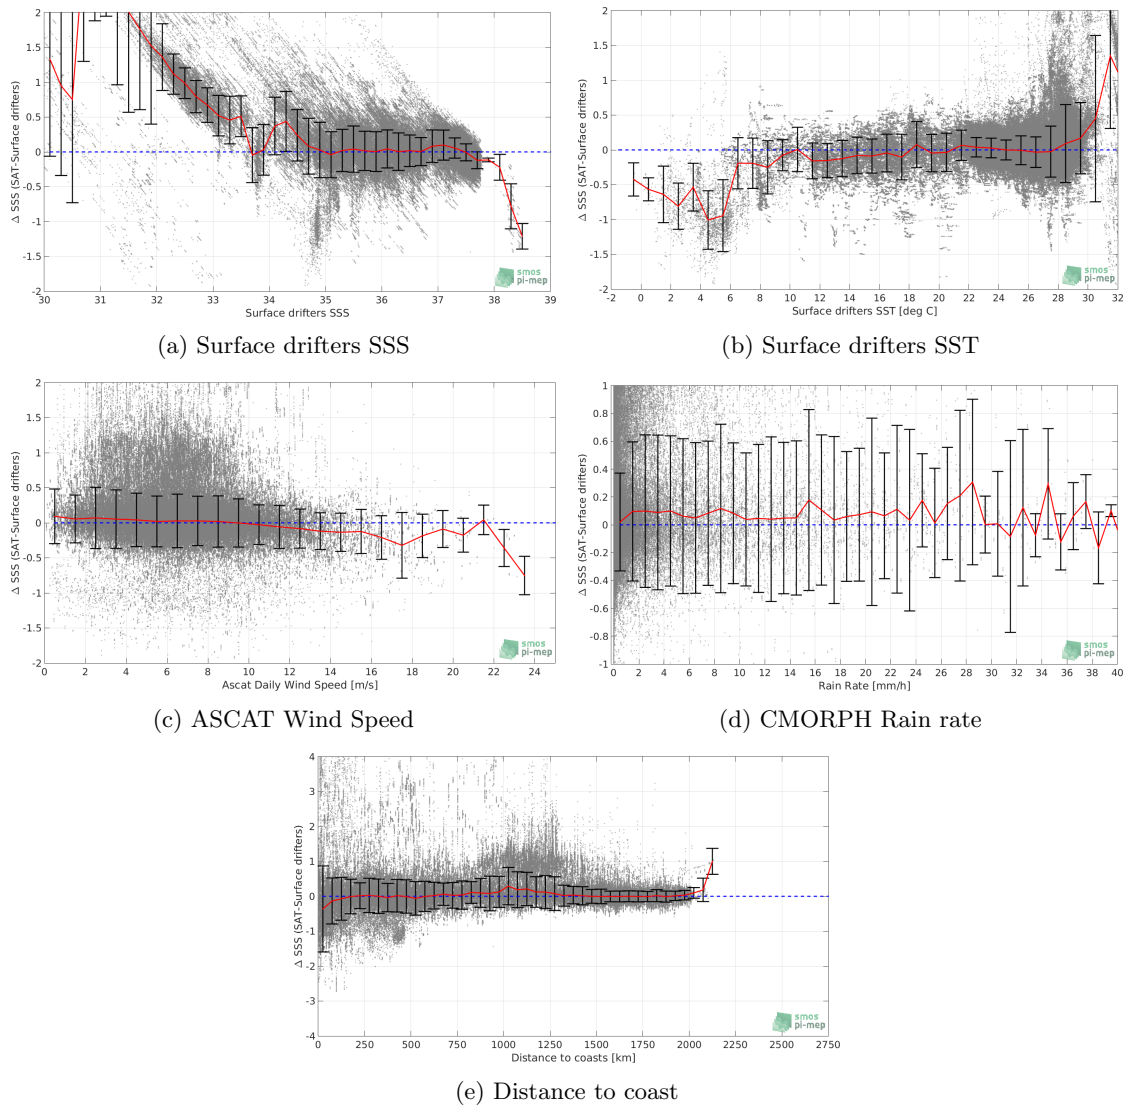 Δ SSS (SAT-Surface drifters)
2
1.5
1
0.5
0
-0.5
-1
-1.5
-2
30 31 32 33 34 35 36 37 38 39
Surface drifters SSS
smos
pi-mep
(a) Surface drifters SSS
Δ SSS (SAT-Surface drifters)
2
1.5
1
0.5
0
-0.5
-1
-1.5
-2
-2 0 2 4 6 8 10 12 14 16 18 20 22 24 26 28 30 32
Surface drifters SST [deg C]
smos
pi-mep
(b) Surface drifters SST
Δ SSS (SAT-Surface drifters)
2
1.5
1
0.5
0
-0.5
-1
-1.5
-2
0 2 4 6 8 10 12 14 16 18 20 22 24
Ascat Daily Wind Speed [m/s]
smos
pi-mep
(c) ASCAT Wind Speed
Δ SSS (SAT-Surface drifters)
1
0.8
0.6
0.4
0.2
0
-0.2
-0.4
-0.6
-0.8
-1
0 2 4 6 8 10 12 14 16 18 20 22 24 26 28 30 32 34 36 38 40
Rain Rate [mm/h]
smos
pi-mep
(d) CMORPH Rain rate
Δ SSS (SAT-Surface drifters)
4
3
2
1
0
-1
-2
-3
-4
0 250 500 750 1000 1250 1500 1750 2000 2250 2500 2750
Distance to coasts [km]
smos
pi-mep
(e) Distance to coast